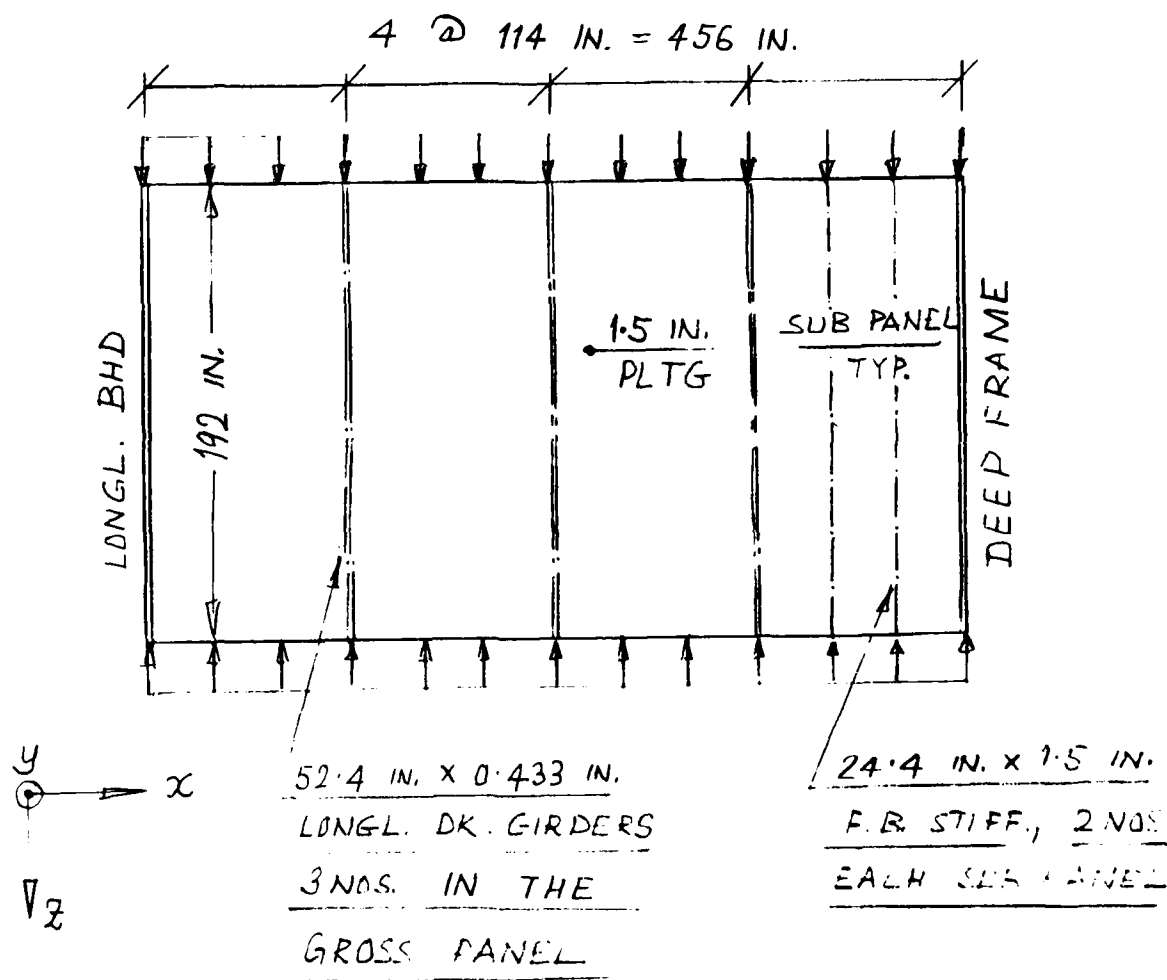 4 @ 114 IN. = 456 IN.
LONGL. BHD
192 IN.
1.5 IN.
PLTG
SUB PANEL
TYP.
DEEP FRAME
y
x
z
52.4 IN. x 0.433 IN.
LONGL. DK. GIRDERS
3 NOS. IN THE
GROSS PANEL
24.4 IN. x 1.5 IN.
F.B. STIFF., 2 NOS
EACH